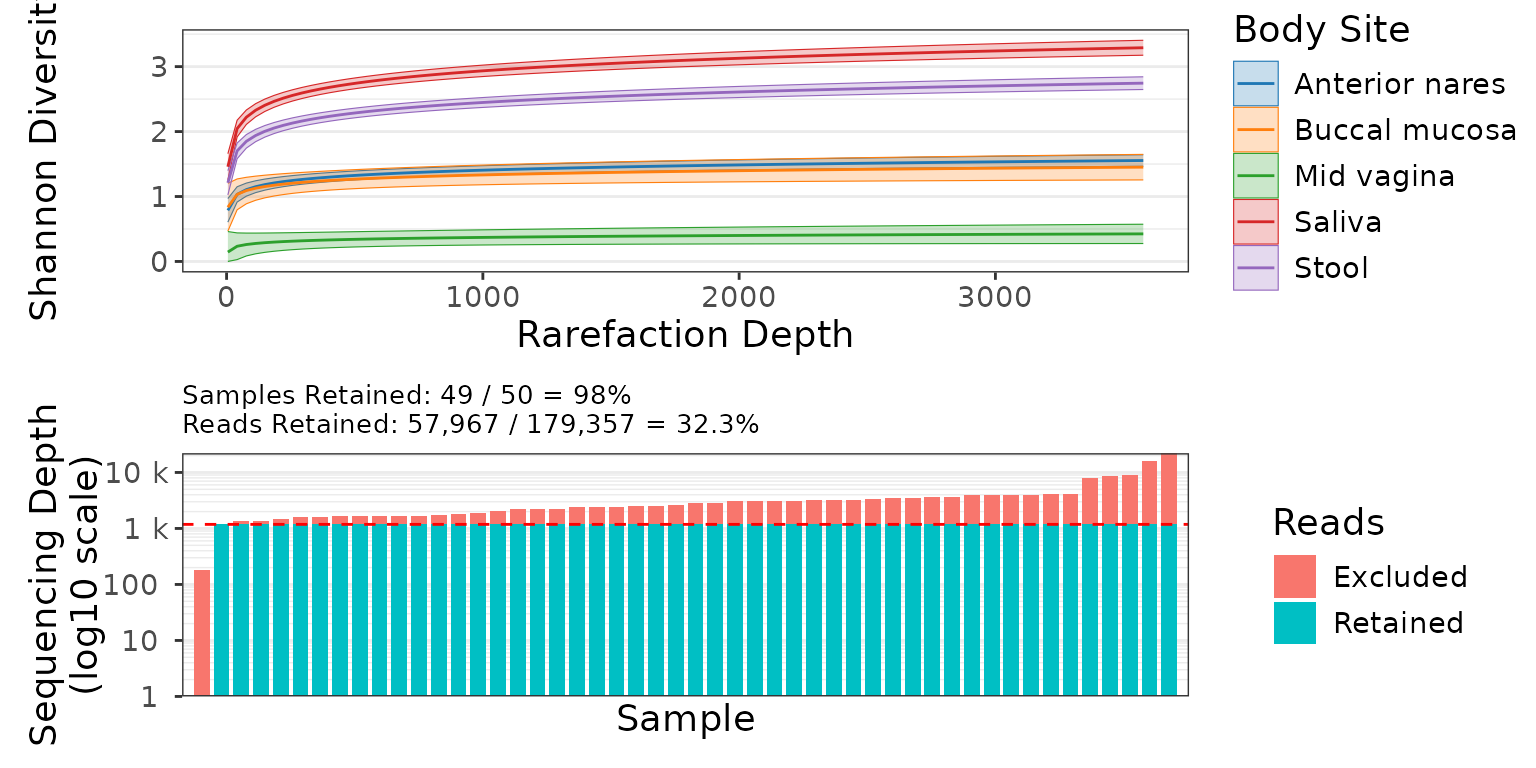 Shannon Diversit
3
2
1
0
0 1000 2000 3000
Rarefaction Depth
Body Site
Anterior nares
Buccal mucosa
Mid vagina
Saliva
Stool
Samples Retained: 49 / 50 = 98%
Reads Retained: 57,967 / 179,357 = 32.3%
Sequencing Depth
(log10 scale)
10 k
1 k
100
10
1
Sample
Reads
Excluded
Retained